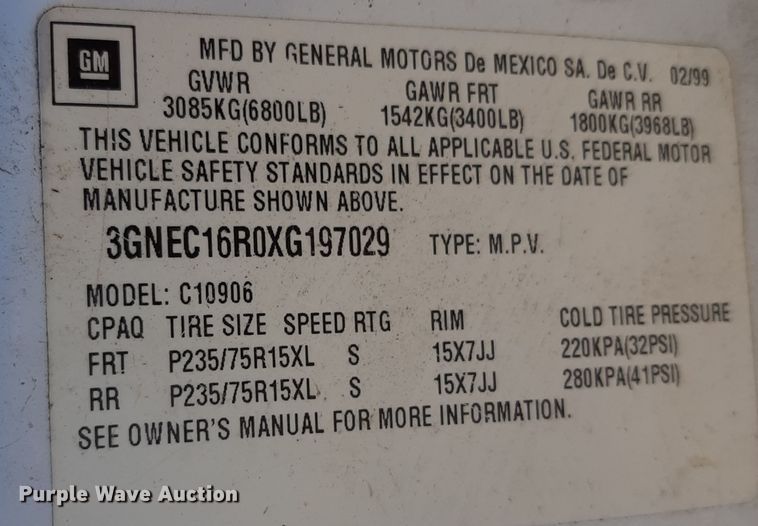 GM
MFD BY GENERAL MOTORS De MEXICO SA. De C.V. 02/99
GVWR GAWR FRT GAWR RR
3085KG(6800LB) 1542KG(3400LB) 1800KG(3968LB)
THIS VEHICLE CONFORMS TO ALL APPLICABLE U.S. FEDERAL MOTOR
VEHICLE SAFETY STANDARDS IN EFFECT ON THE DATE OF
MANUFACTURE SHOWN ABOVE.
3GNEC16R0XG197029 TYPE: M.P.V.
MODEL: C10906
CPAQ TIRE SIZE SPEED RTG RIM COLD TIRE PRESSURE
FRT P235/75R15XL S 15X7JJ 220KPA(32PSI)
RR P235/75R15XL S 15X7JJ 280KPA(41PSI)
SEE OWNER'S MANUAL FOR MORE INFORMATION.
Purple Wave Auction